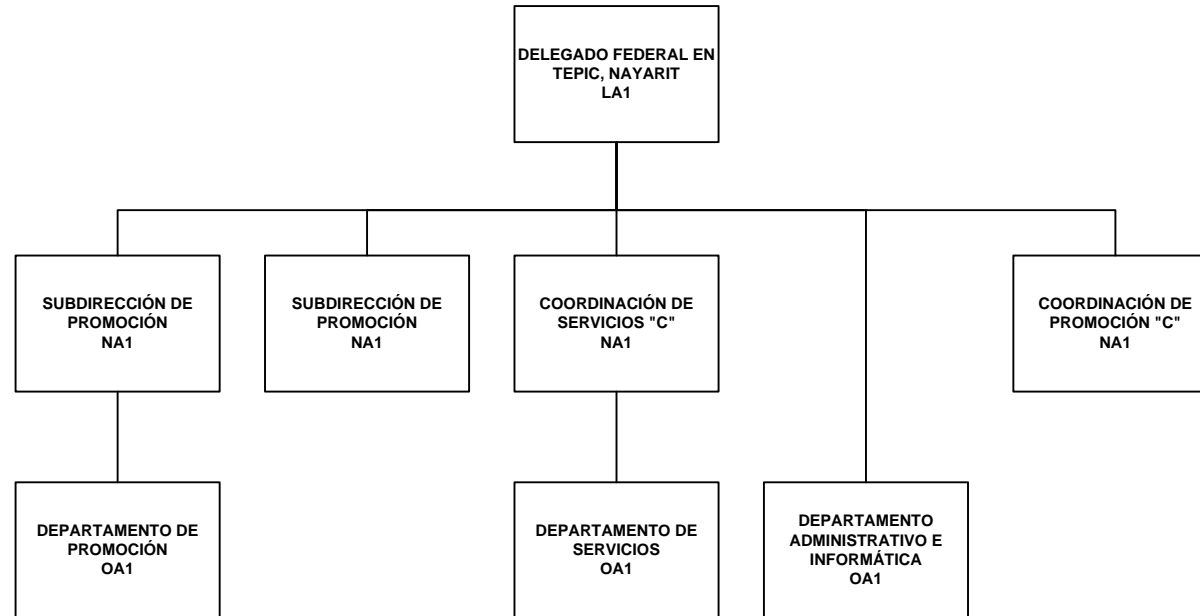 DELEGADO FEDERAL EN
TEPIC, NAYARIT
LA1
SUBDIRECCIÓN DE
PROMOCIÓN
NA1
SUBDIRECCIÓN DE
PROMOCIÓN
NA1
COORDINACIÓN DE
SERVICIOS "C"
NA1
COORDINACIÓN DE
PROMOCIÓN "C"
NA1
DEPARTAMENTO DE
PROMOCIÓN
OA1
DEPARTAMENTO DE
SERVICIOS
OA1
DEPARTAMENTO
ADMINISTRATIVO E
INFORMÁTICA
OA1